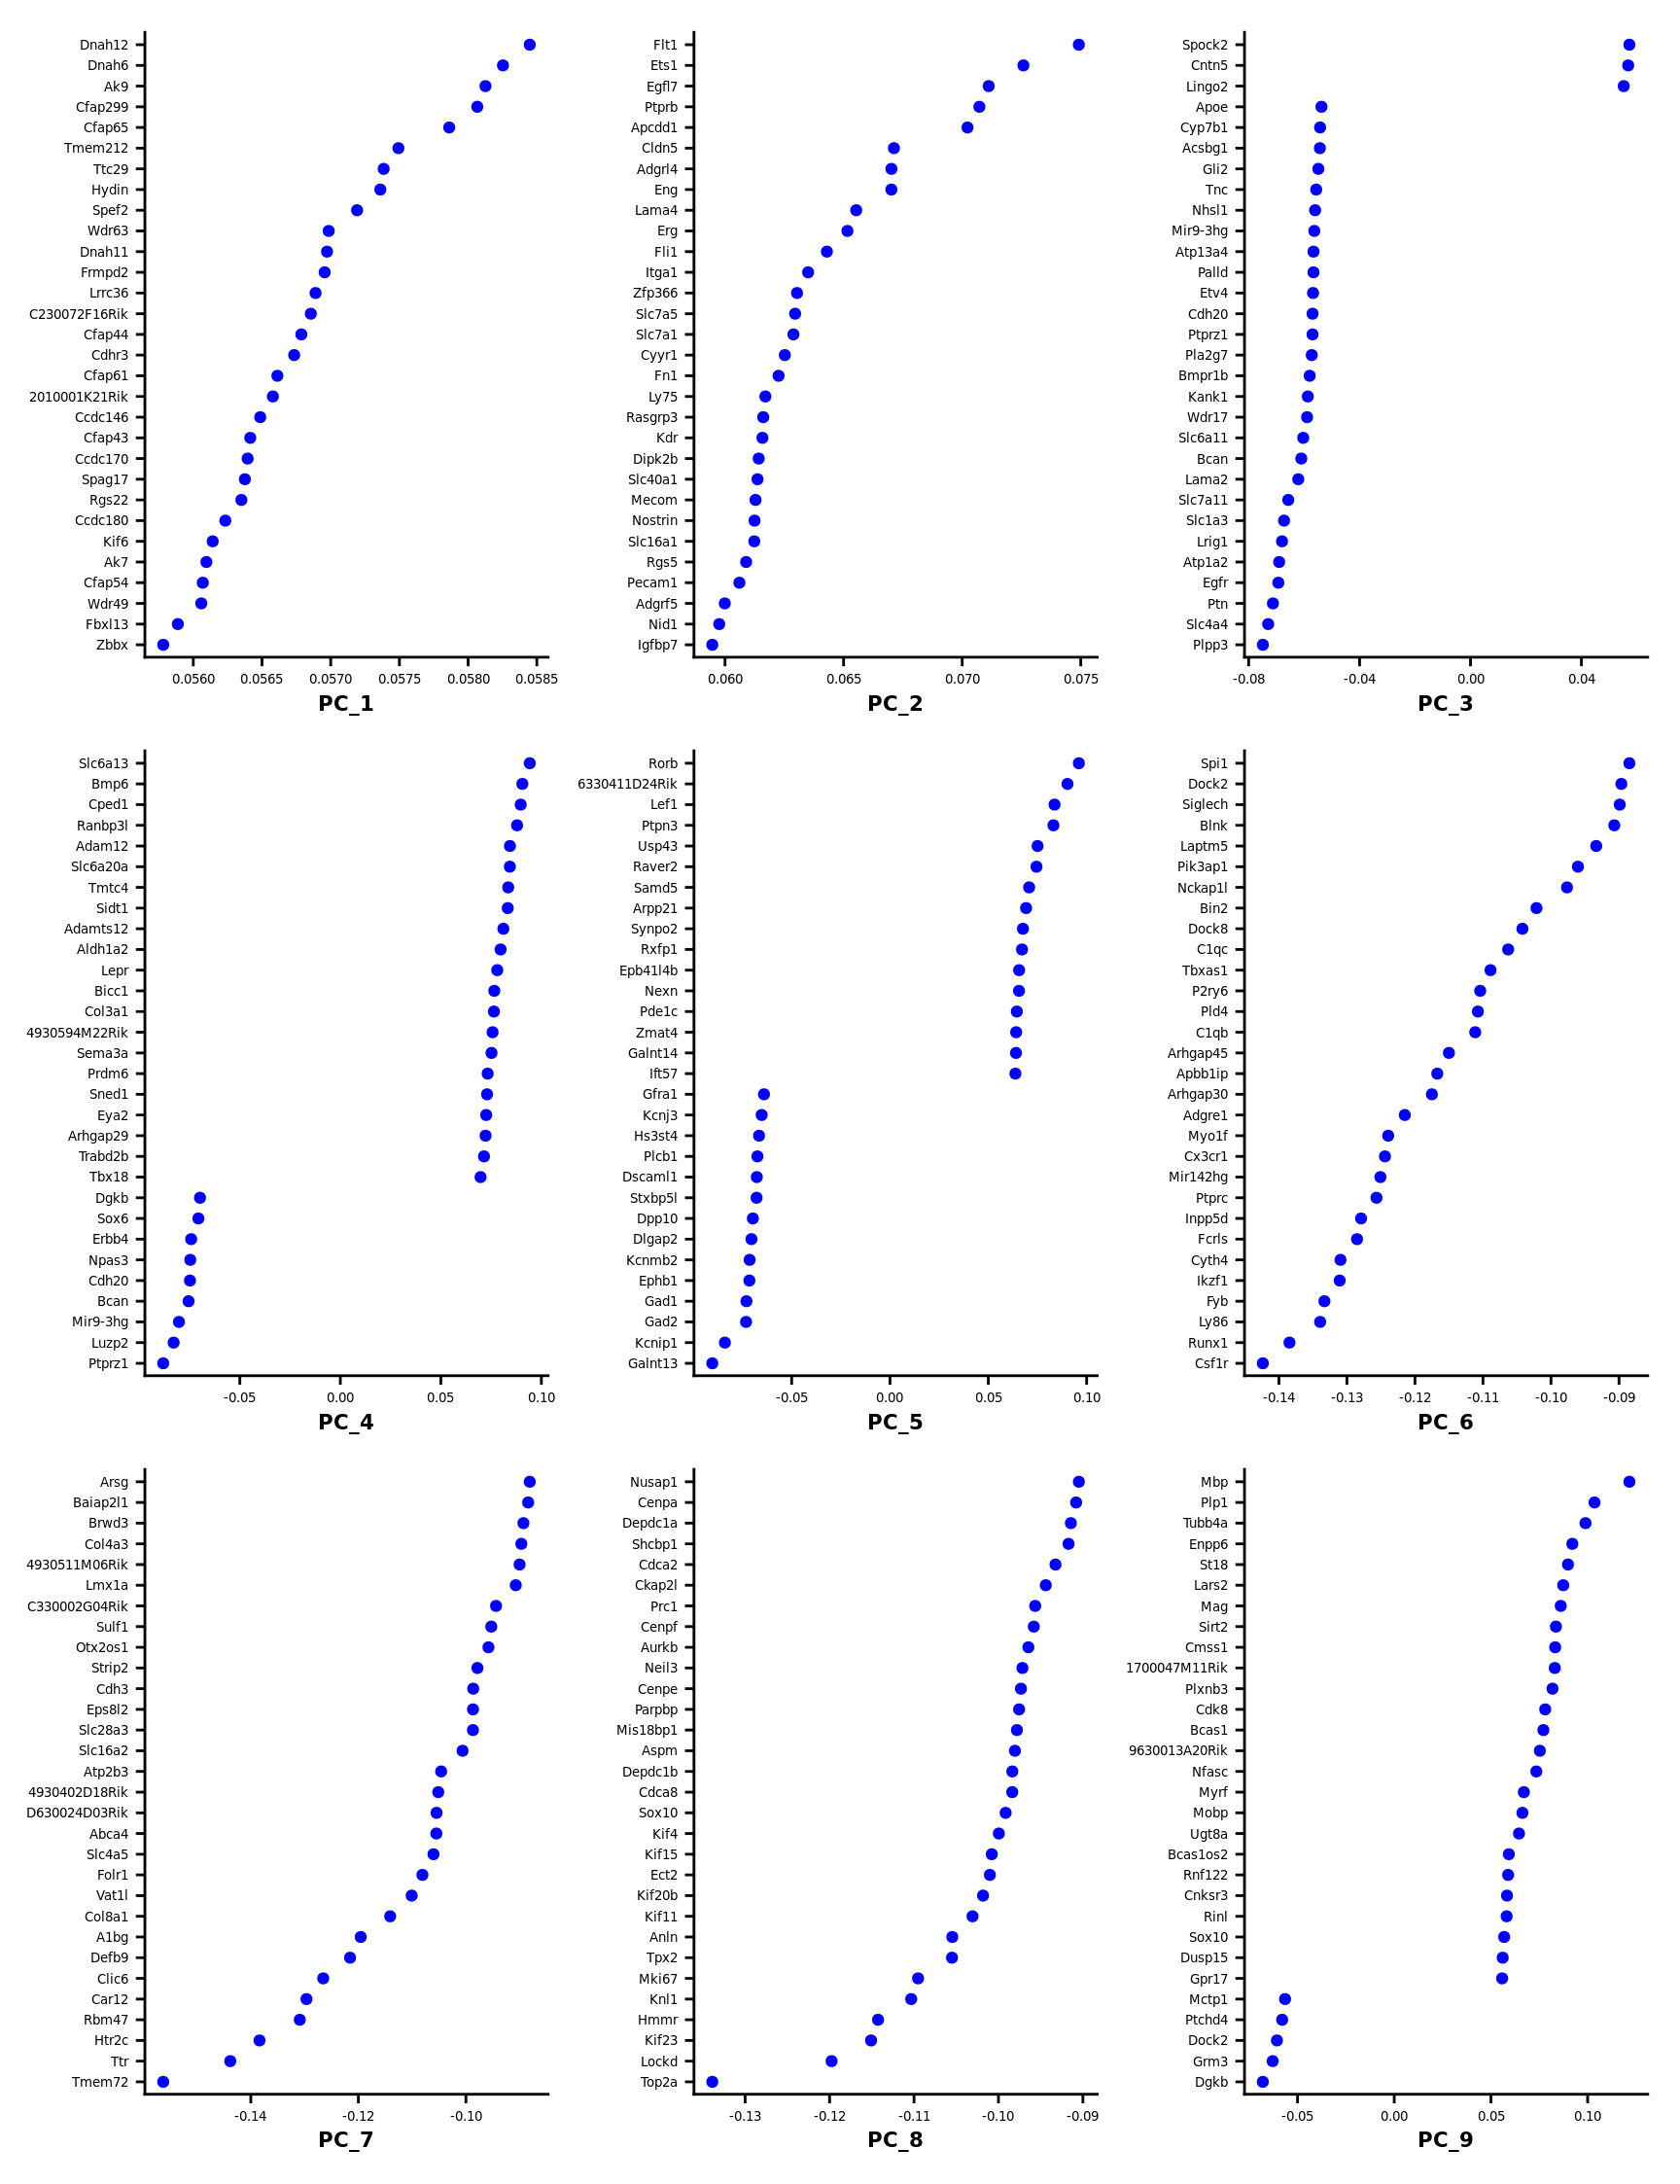 Dnah12
Dnah6
Ak9
Cfap299
Cfap65
Tmem212
Ttc29
Hydin
Spef2
Wdr63
Dnah11
Frmpd2
Lrrc36
C230072F16Rik
Cfap44
Cdhr3
Cfap61
2010001K21Rik
Ccdc146
Cfap43
Ccdc170
Spag17
Rgs22
Ccdc180
Kif6
Ak7
Cfap54
Wdr49
Fbxl13
Zbbx
0.0560 0.0565 0.0570 0.0575 0.0580 0.0585
PC_1
Flt1
Ets1
Egfl7
Ptprb
Apcdd1
Cldn5
Adgrl4
Eng
Lama4
Erg
Fli1
Itga1
Zfp366
Slc7a5
Slc7a1
Cyyr1
Fn1
Ly75
Rasgrp3
Kdr
Dipk2b
Slc40a1
Mecom
Nostrin
Slc16a1
Rgs5
Pecam1
Adgrf5
Nid1
Igfbp7
0.060 0.065 0.070 0.075
PC_2
Spock2
Cntn5
Lingo2
Apoe
Cyp7b1
Acsbg1
Gli2
Tnc
Nhsl1
Mir9-3hg
Atp13a4
Palld
Etv4
Cdh20
Ptprz1
Pla2g7
Bmpr1b
Kank1
Wdr17
Slc6a11
Bcan
Lama2
Slc7a11
Slc1a3
Lrig1
Atp1a2
Egfr
Ptn
Slc4a4
Plpp3
-0.08 -0.04 0.00 0.04
PC_3
Slc6a13
Bmp6
Cped1
Ranbp3l
Adam12
Slc6a20a
Tmtc4
Sidt1
Adamts12
Aldh1a2
Lepr
Bicc1
Col3a1
4930594M22Rik
Sema3a
Prdm6
Sned1
Eya2
Arhgap29
Trabd2b
Tbx18
Dgkb
Sox6
Erbb4
Npas3
Cdh20
Bcan
Mir9-3hg
Luzp2
Ptprz1
-0.05 0.00 0.05 0.10
PC_4
Rorb
6330411D24Rik
Lef1
Ptpn3
Usp43
Raver2
Samd5
Arpp21
Synpo2
Rxfp1
Epb41l4b
Nexn
Pde1c
Zmat4
Galnt14
Ift57
Gfra1
Kcnj3
Hs3st4
Plcb1
Dscaml1
Stxbp5l
Dpp10
Dlgap2
Kcnmb2
Ephb1
Gad1
Gad2
Kcnip1
Galnt13
-0.05 0.00 0.05 0.10
PC_5
Spi1
Dock2
Siglech
Blnk
Laptm5
Pik3ap1
Nckap1l
Bin2
Dock8
C1qc
Tbxas1
P2ry6
Pld4
C1qb
Arhgap45
Apbb1ip
Arhgap30
Adgre1
Myo1f
Cx3cr1
Mir142hg
Ptprc
Inpp5d
Fcrls
Cyth4
Ikzf1
Fyb
Ly86
Runx1
Csf1r
-0.14 -0.13 -0.12 -0.11 -0.10 -0.09
PC_6
Arsg
Baiap2l1
Brwd3
Col4a3
4930511M06Rik
Lmx1a
C330002G04Rik
Sulf1
Otx2os1
Strip2
Cdh3
Eps8l2
Slc28a3
Slc16a2
Atp2b3
4930402D18Rik
D630024D03Rik
Abca4
Slc4a5
Folr1
Vat1l
Col8a1
A1bg
Defb9
Clic6
Car12
Rbm47
Htr2c
Ttr
Tmem72
-0.14 -0.12 -0.10
PC_7
Nusap1
Cenpa
Depdc1a
Shcbp1
Cdca2
Ckap2l
Prc1
Cenpf
Aurkb
Neil3
Cenpe
Parpbp
Mis18bp1
Aspm
Depdc1b
Cdca8
Sox10
Kif4
Kif15
Ect2
Kif20b
Kif11
Anln
Tpx2
Mki67
Knl1
Hmmr
Kif23
Lockd
Top2a
-0.13 -0.12 -0.11 -0.10 -0.09
PC_8
Mbp
Plp1
Tubb4a
Enpp6
St18
Lars2
Mag
Sirt2
Cmss1
1700047M11Rik
Plxnb3
Cdk8
Bcas1
9630013A20Rik
Nfasc
Myrf
Mobp
Ugt8a
Bcas1os2
Rnf122
Cnksr3
Rinl
Sox10
Dusp15
Gpr17
Mctp1
Ptchd4
Dock2
Grm3
Dgkb
-0.05 0.00 0.05 0.10
PC_9